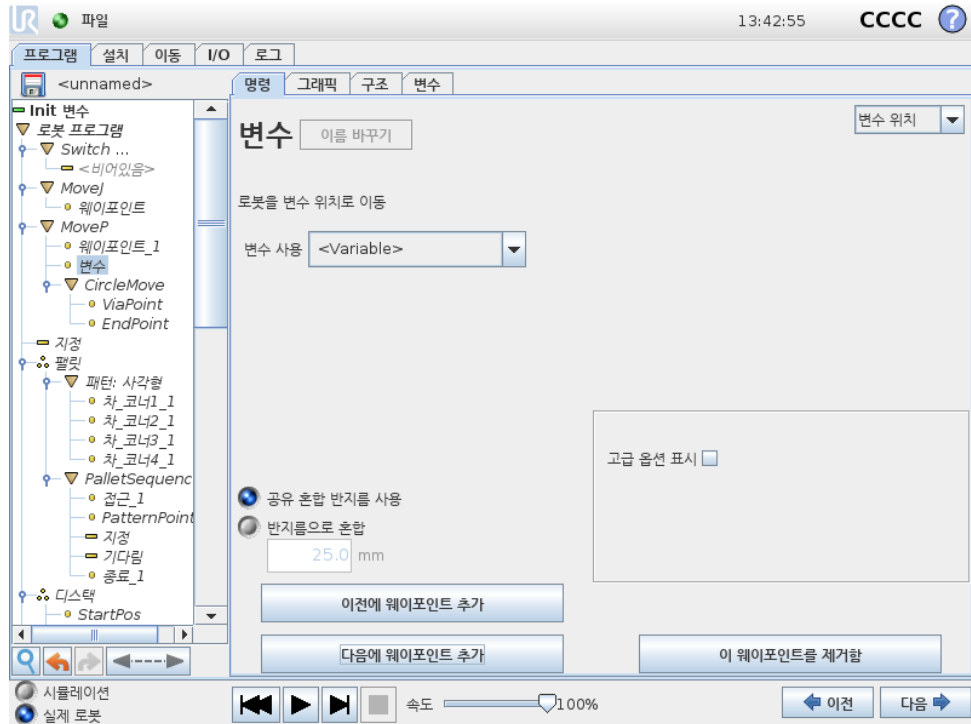 UR 파일 13:42:55 CCCC ?
프로그램 설치 이동 I/O 로그
<unnamed>
명령 그래픽 구조 변수
Init 변수
로봇 프로그램
Switch ...
<비어있음>
MoveJ
웨이포인트
MoveP
웨이포인트_1
변수
CircleMove
ViaPoint
EndPoint
지정
팔릿
패턴: 사각형
차_코너1_1
차_코너2_1
차_코너3_1
차_코너4_1
PalletSequenc
접근_1
PatternPoint
지정
기다림
종료_1
디스택
StartPos
변수 이름 바꾸기
변수 위치
로봇을 변수 위치로 이동
변수 사용 <Variable>
고급 옵션 표시
공유 혼합 반지름 사용
반지름으로 혼합
25.0 mm
이전에 웨이포인트 추가
다음에 웨이포인트 추가
이 웨이포인트를 제거함
시뮬레이션
실제 로봇
속도 100%
이전 다음